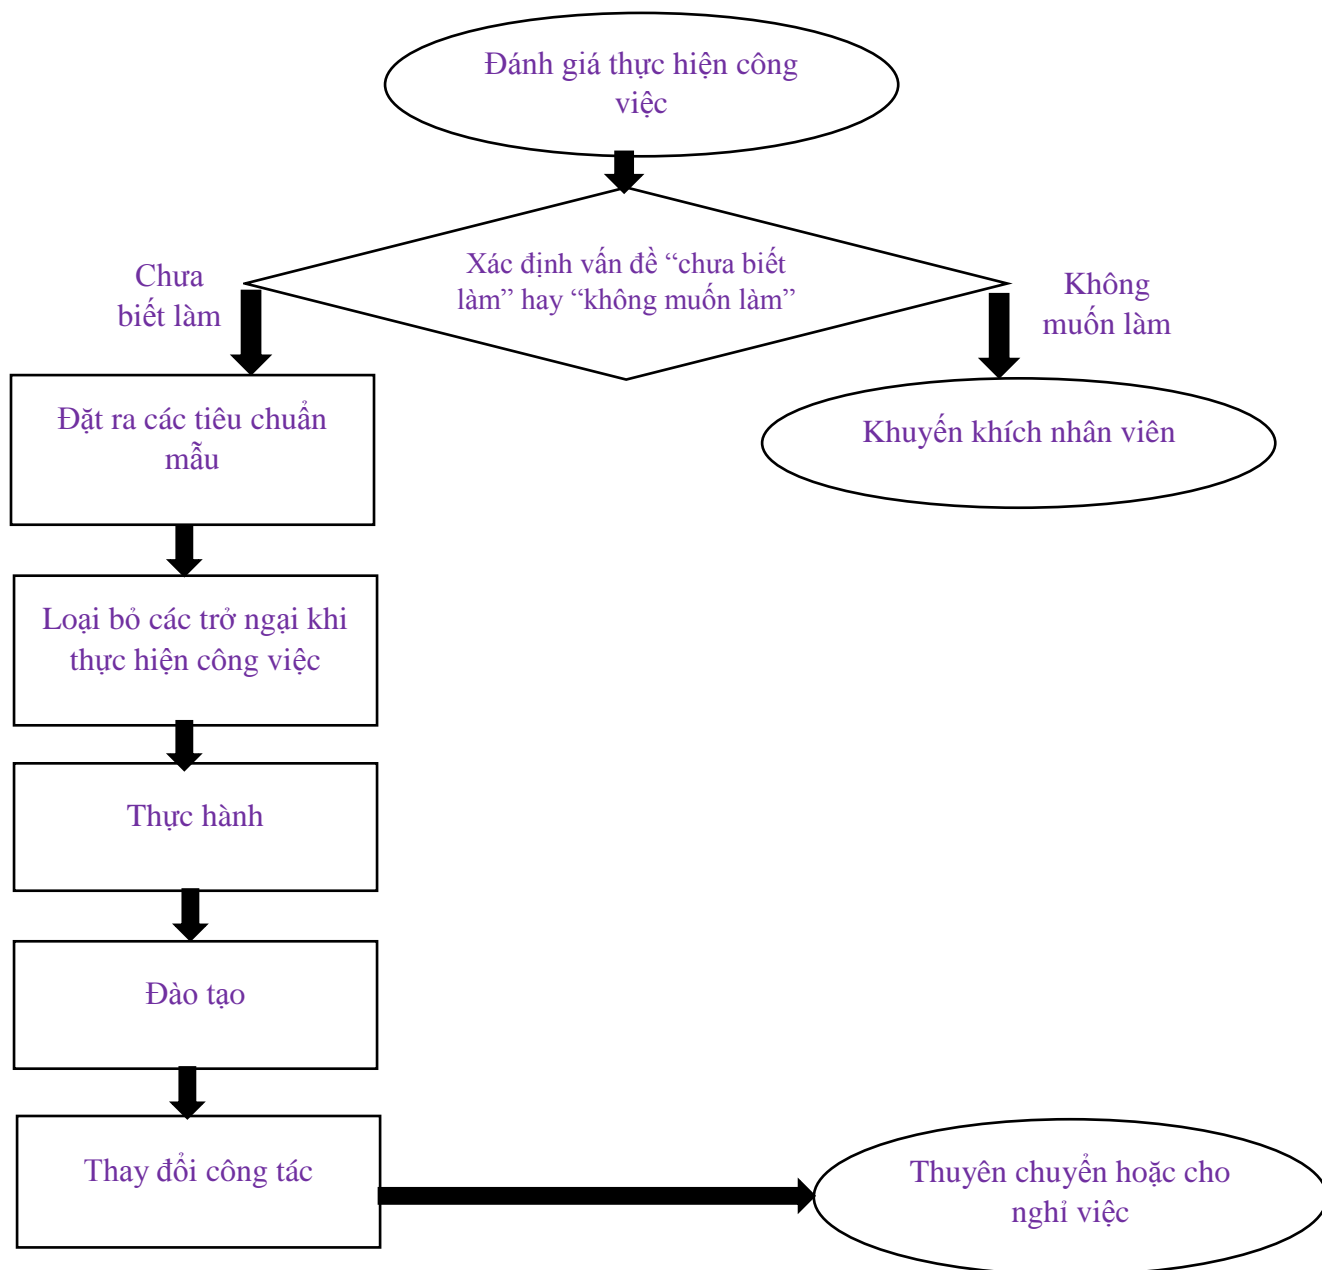 Đánh giá thực hiện công
việc
Xác định vấn đề “chưa biết
làm” hay “không muốn làm”
Chưa
biết làm
Không
muốn làm
Đặt ra các tiêu chuẩn
mẫu
Khuyến khích nhân viên
Loại bỏ các trở ngại khi
thực hiện công việc
Thực hành
Đào tạo
Thay đổi công tác
Thuyên chuyển hoặc cho
nghỉ việc